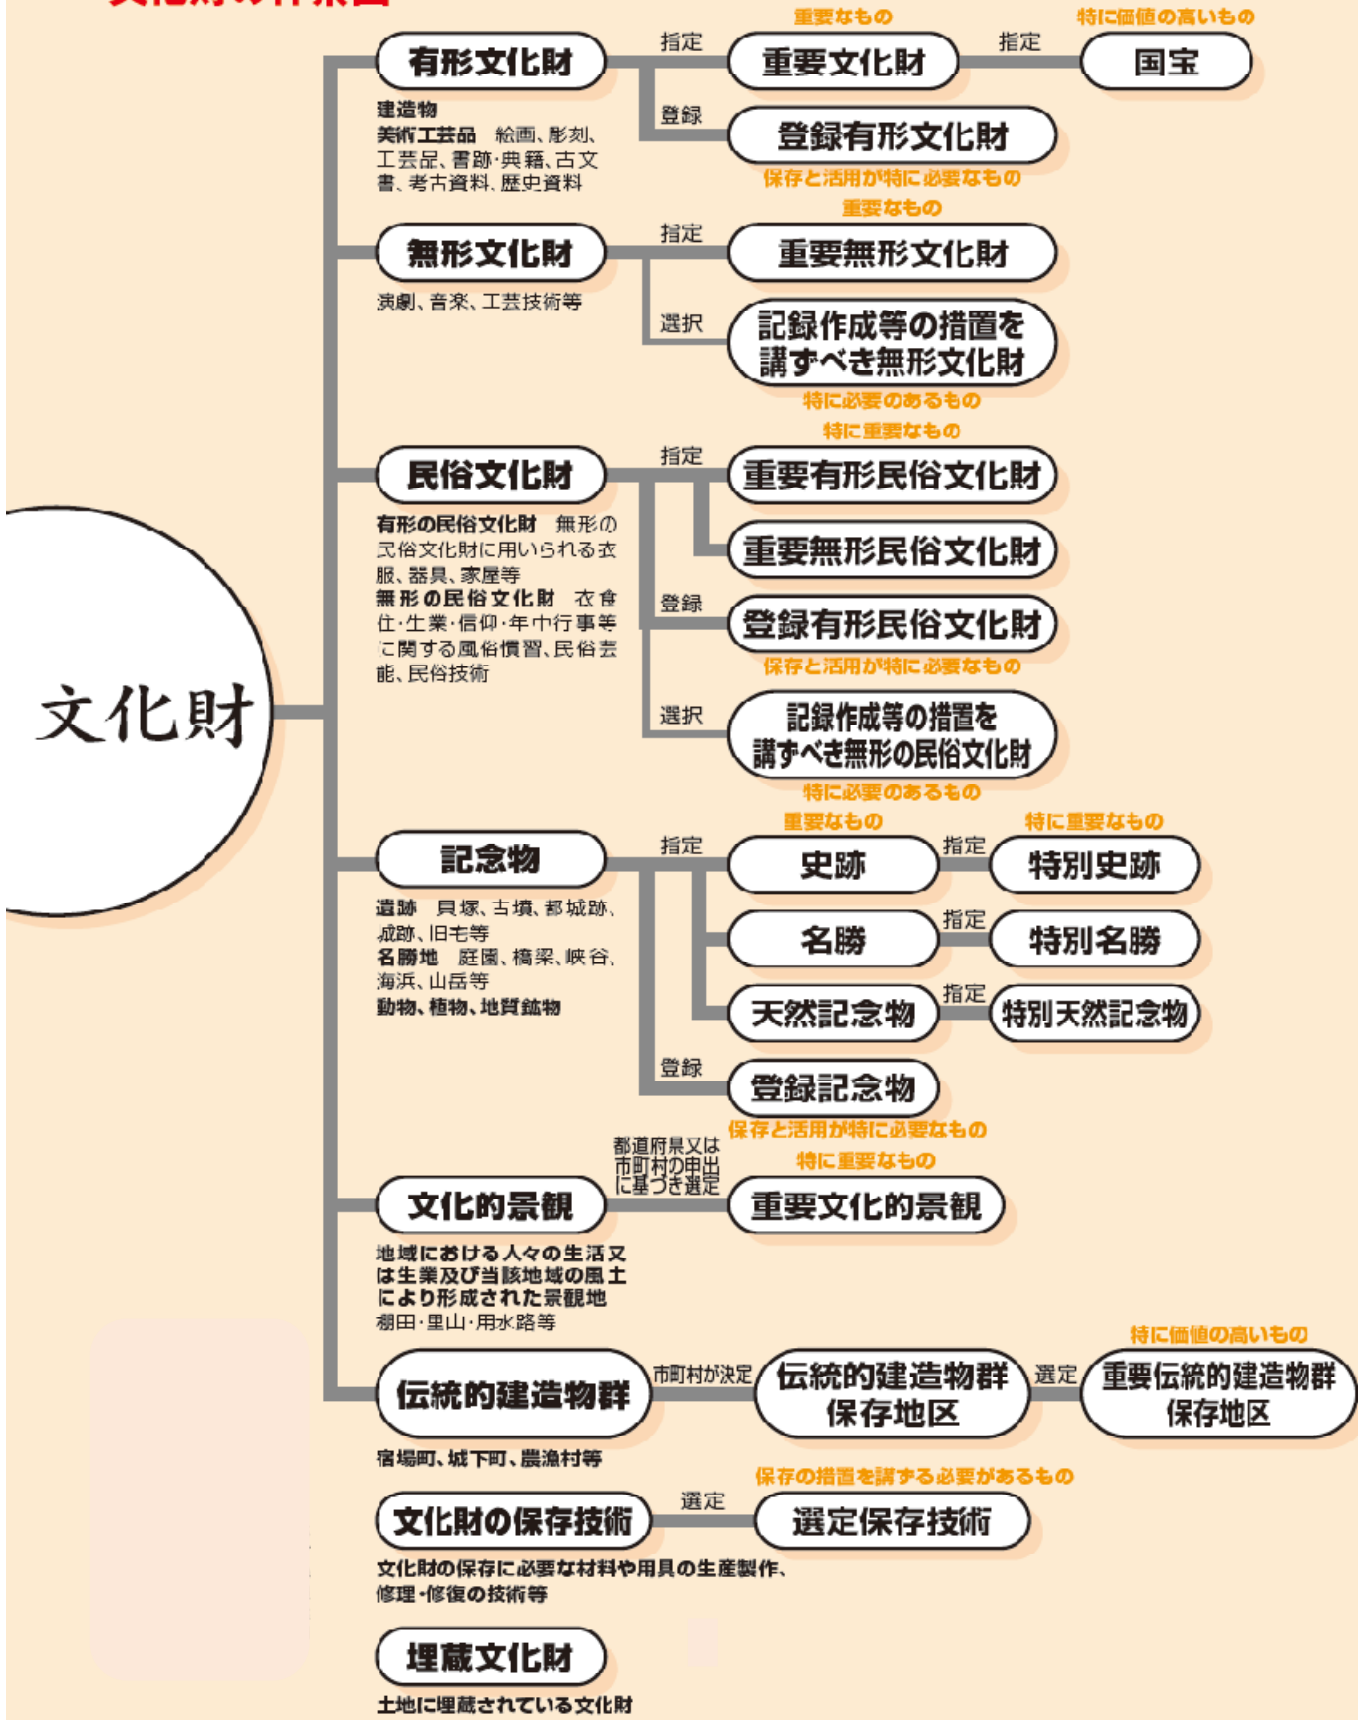 重要なもの
特に価値の高いもの
有形文化財
指定
重要文化財
指定
国宝
建造物
美術工芸品　絵画、彫刻、
工芸品、書跡・典籍、古文
書、考古資料、歴史資料
登録
登録有形文化財
保存と活用が特に必要なもの
重要なもの
無形文化財
指定
重要無形文化財
演劇、音楽、工芸技術等
選択
記録作成等の措置を
講ずべき無形文化財
特に必要のあるもの
特に重要なもの
民俗文化財
指定
重要有形民俗文化財
有形の民俗文化財　無形の
民俗文化財に用いられる衣
服、器具、家屋等
無形の民俗文化財　衣食
住・生業・信仰・年中行事等
に関する風俗慣習、民俗芸
能、民俗技術
重要無形民俗文化財
登録
登録有形民俗文化財
保存と活用が特に必要なもの
選択
記録作成等の措置を
講ずべき無形の民俗文化財
特に必要のあるもの
文化財
重要なもの
特に重要なもの
記念物
指定
史跡
指定
特別史跡
遺跡　貝塚、古墳、都城跡、
城跡、旧宅等
名勝地　庭園、橋梁、峡谷、
海浜、山岳等
動物、植物、地質鉱物
名勝
指定
特別名勝
天然記念物
指定
特別天然記念物
登録
登録記念物
保存と活用が特に必要なもの
都道府県又は
市町村の申出
に基づき選定
特に重要なもの
文化的景観
重要文化的景観
地域における人々の生活又
は生業及び当該地域の風土
により形成された景観地
棚田・里山・用水路等
特に価値の高いもの
伝統的建造物群
市町村が決定
伝統的建造物群
保存地区
選定
重要伝統的建造物群
保存地区
宿場町、城下町、農漁村等
保存の措置を講ずる必要があるもの
文化財の保存技術
選定
選定保存技術
文化財の保存に必要な材料や用具の生産製作、
修理・修復の技術等
埋蔵文化財
土地に埋蔵されている文化財